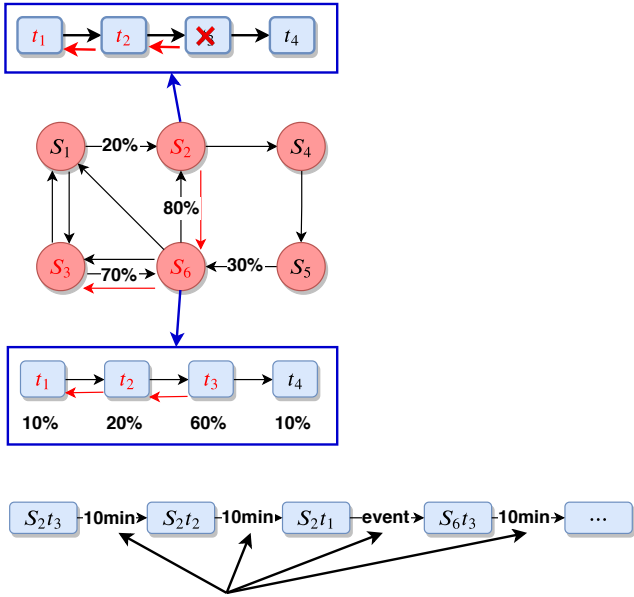 t1 t2 t3 t4
S1 20% S2 S4
80%
S3 70% S6 30% S5
t1 t2 t3 t4
10% 20% 60% 10%
S2t3 10min S2t2 10min S2t1 event S6t3 10min ...